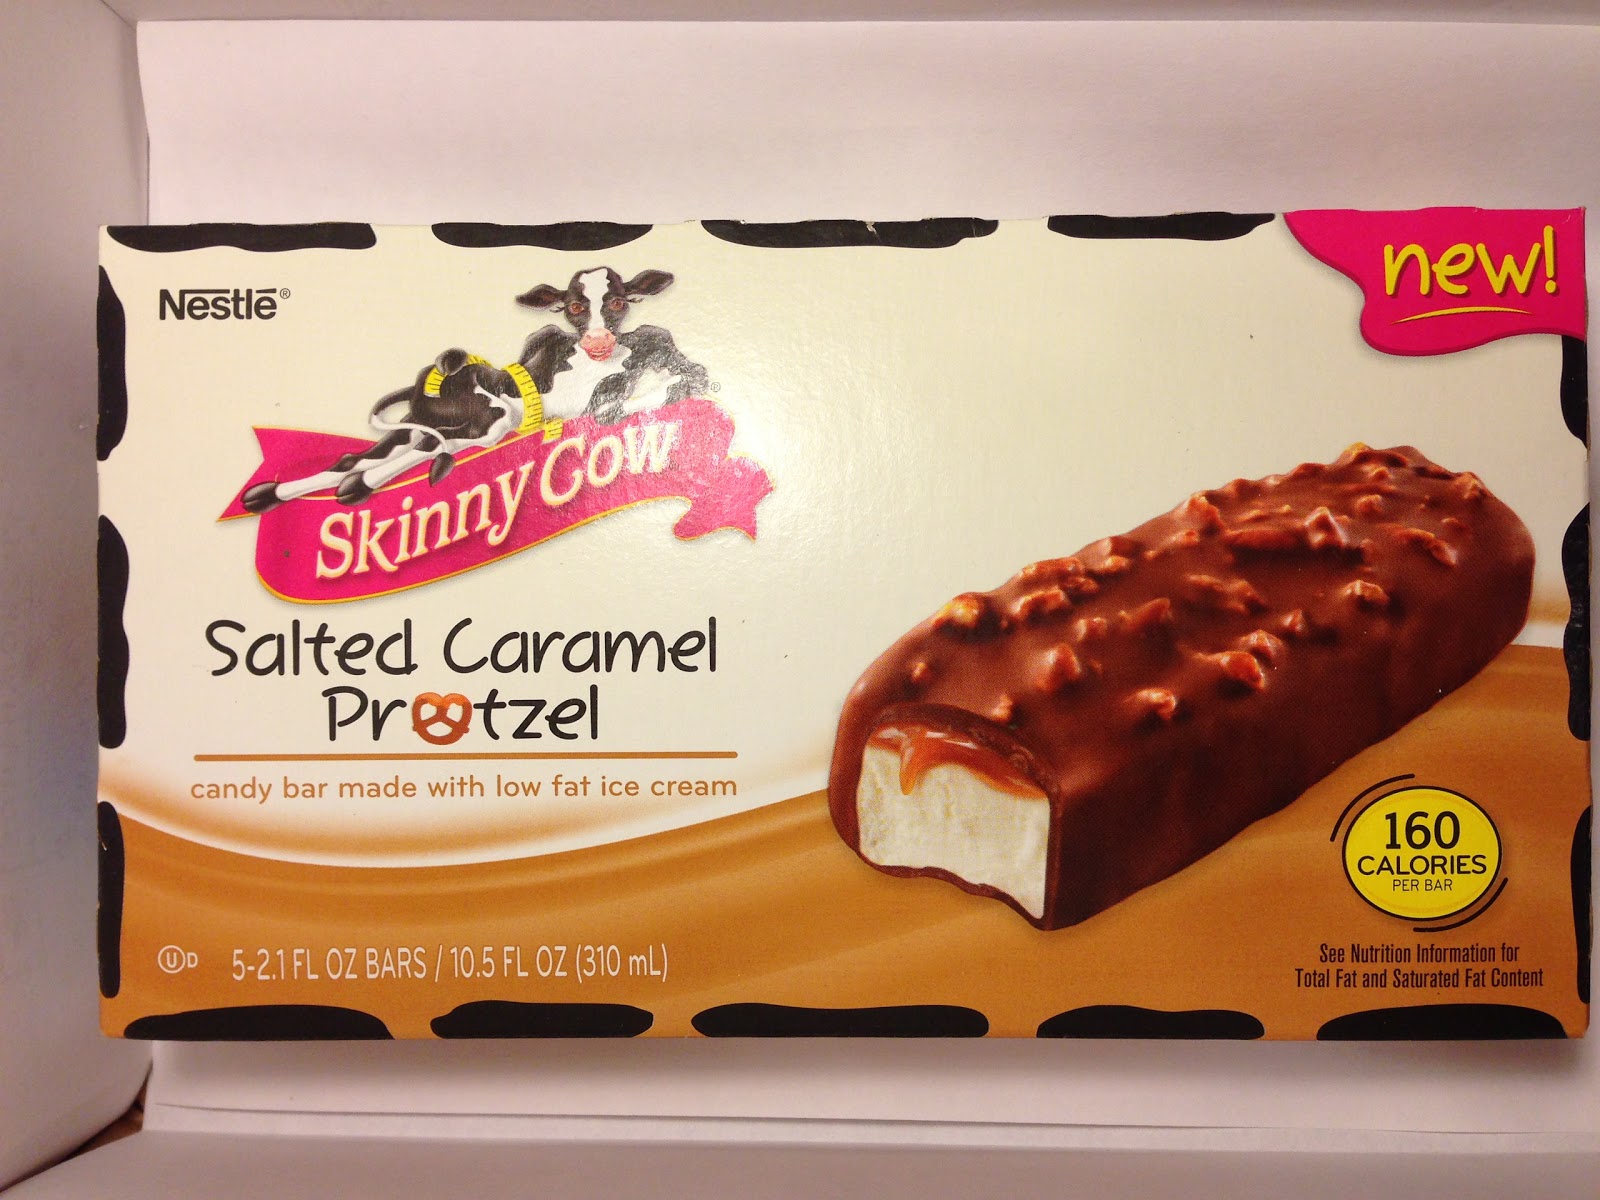 Nestlé®
new!
Skinny Cow®
Salted Caramel
Pretzel
candy bar made with low fat ice cream
160
CALORIES
PER BAR
See Nutrition Information for
Total Fat and Saturated Fat Content
UD 5-2.1 FL OZ BARS / 10.5 FL OZ (310 mL)